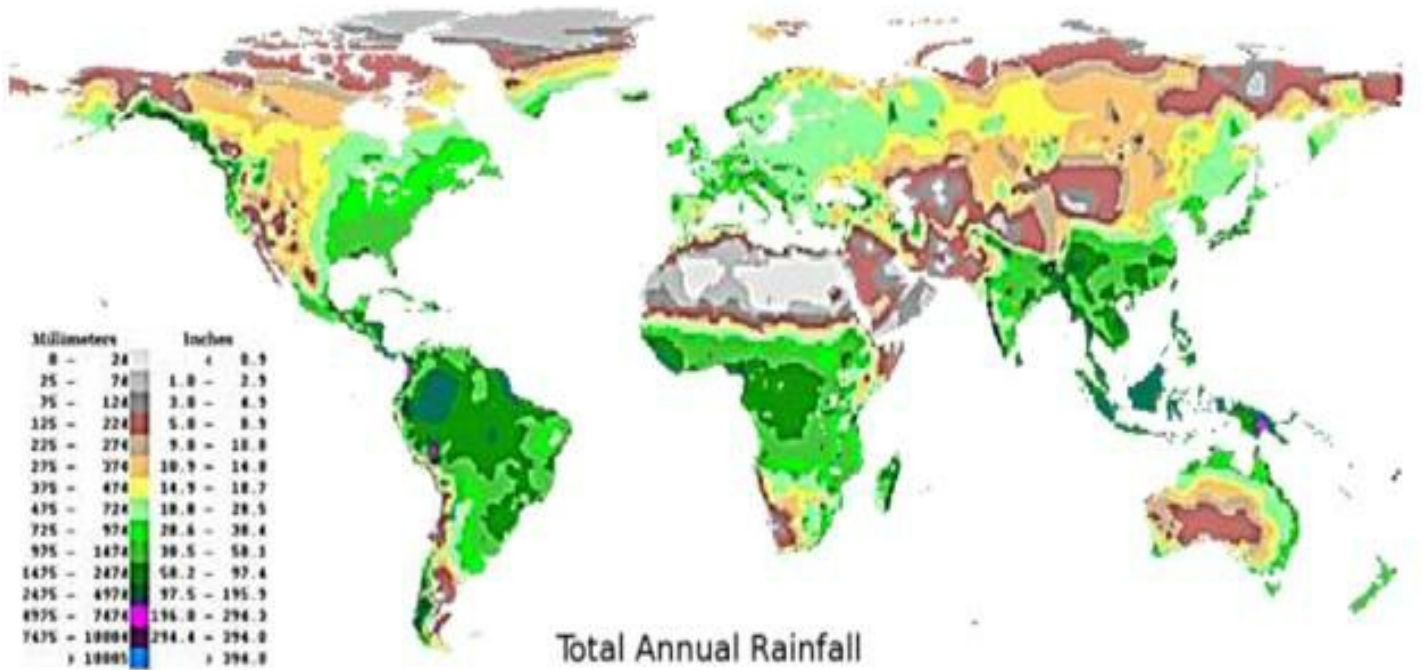 Millimeters Inches
0 - 24 < 0.9
25 - 74 1.0 - 2.9
75 - 124 3.0 - 4.9
125 - 224 5.0 - 8.9
225 - 274 9.0 - 10.8
275 - 374 10.9 - 14.8
375 - 474 14.9 - 18.7
475 - 724 18.8 - 28.5
725 - 974 28.6 - 38.4
975 - 1474 38.5 - 58.1
1475 - 2474 58.2 - 97.4
2475 - 4974 97.5 - 195.9
4975 - 7474 196.0 - 294.3
7475 - 10004 294.4 - 394.0
> 10005 > 394.0
Total Annual Rainfall